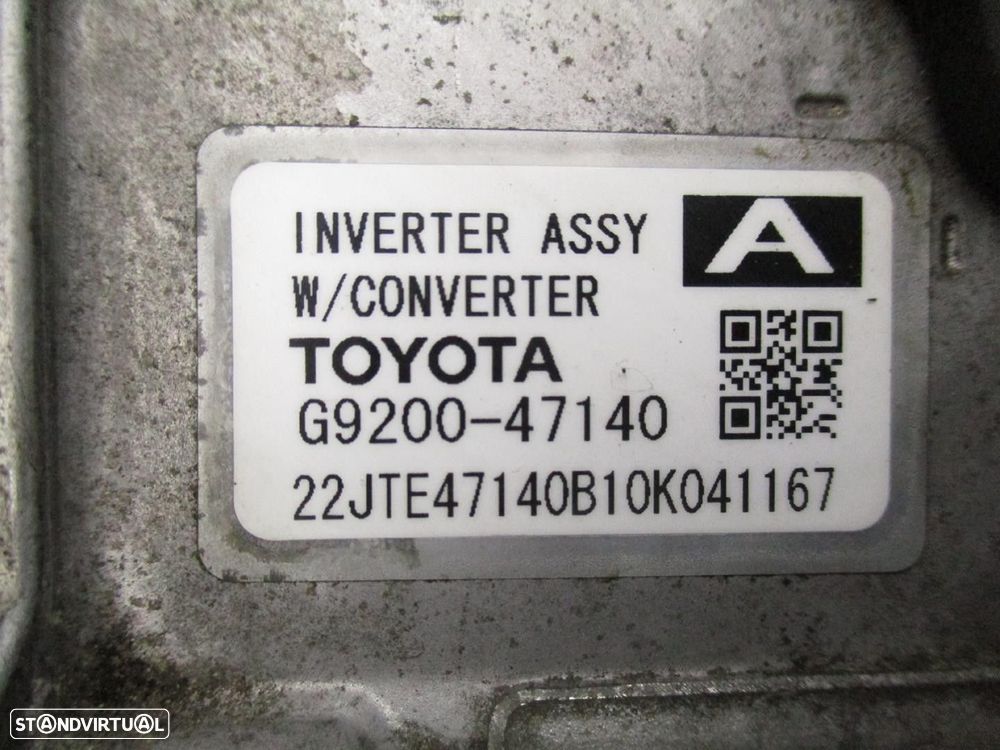 INVERTER ASSY A
W/CONVERTER
TOYOTA
G9200-47140
22JTE47140B10K041167
STANDVIRTUAL